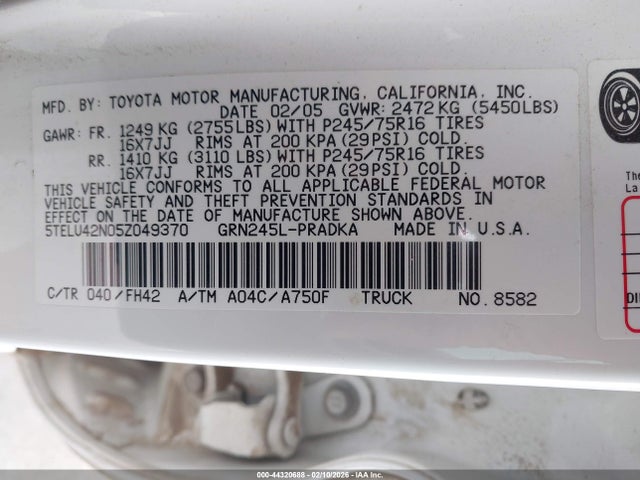 MFD. BY: TOYOTA MOTOR MANUFACTURING, CALIFORNIA, INC.
DATE 02/05 GVWR: 2472 KG (5450LBS)
GAWR: FR. 1249 KG (2755LBS) WITH P245/75R16 TIRES
16X7JJ RIMS AT 200 KPA (29PSI) COLD.
RR. 1410 KG (3110 LBS) WITH P245/75R16 TIRES
16X7JJ RIMS AT 200 KPA (29PSI) COLD.
THIS VEHICLE CONFORMS TO ALL APPLICABLE FEDERAL MOTOR
VEHICLE SAFETY AND THEFT PREVENTION STANDARDS IN
EFFECT ON THE DATE OF MANUFACTURE SHOWN ABOVE.
5TELU42N05Z049370 GRN245L-PRADKA MADE IN U.S.A.
C/TR 040/FH42 A/TM A04C/A750F TRUCK NO. 8582
The
La
000-44320688 - 02/10/2026 - IAA.